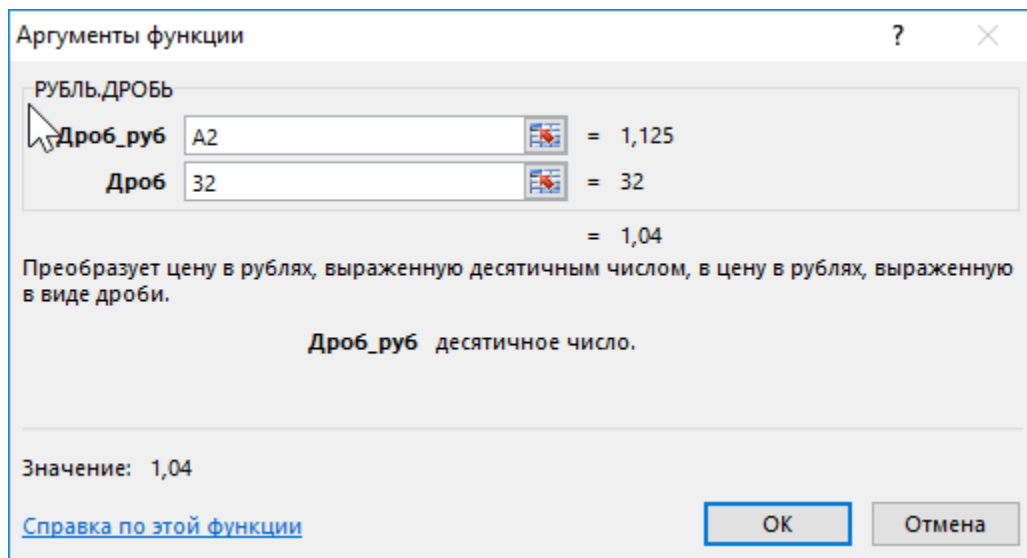 Аргументы функции ?
РУБЛЬ.ДРОБЬ
Дроб_руб A2 = 1,125
Дроб 32 = 32
= 1,04
Преобразует цену в рублях, выраженную десятичным числом, в цену в рублях, выраженную
в виде дроби.
Дроб_руб десятичное число.
Значение: 1,04
Справка по этой функции ОК Отмена